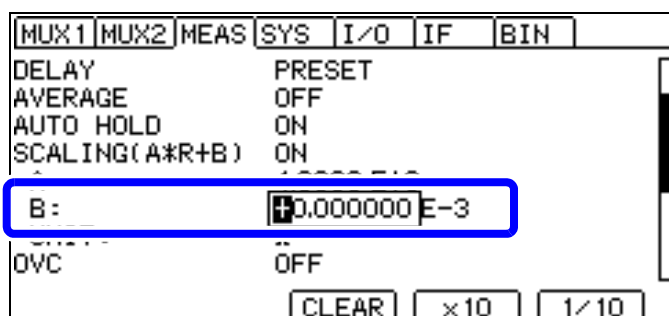 MUX1 MUX2 MEAS SYS I/O IF BIN
DELAY PRESET
AVERAGE OFF
AUTO HOLD ON
SCALING(A*R+B) ON
B: +0.000000 E-3
OVC OFF
CLEAR ×10 1/10